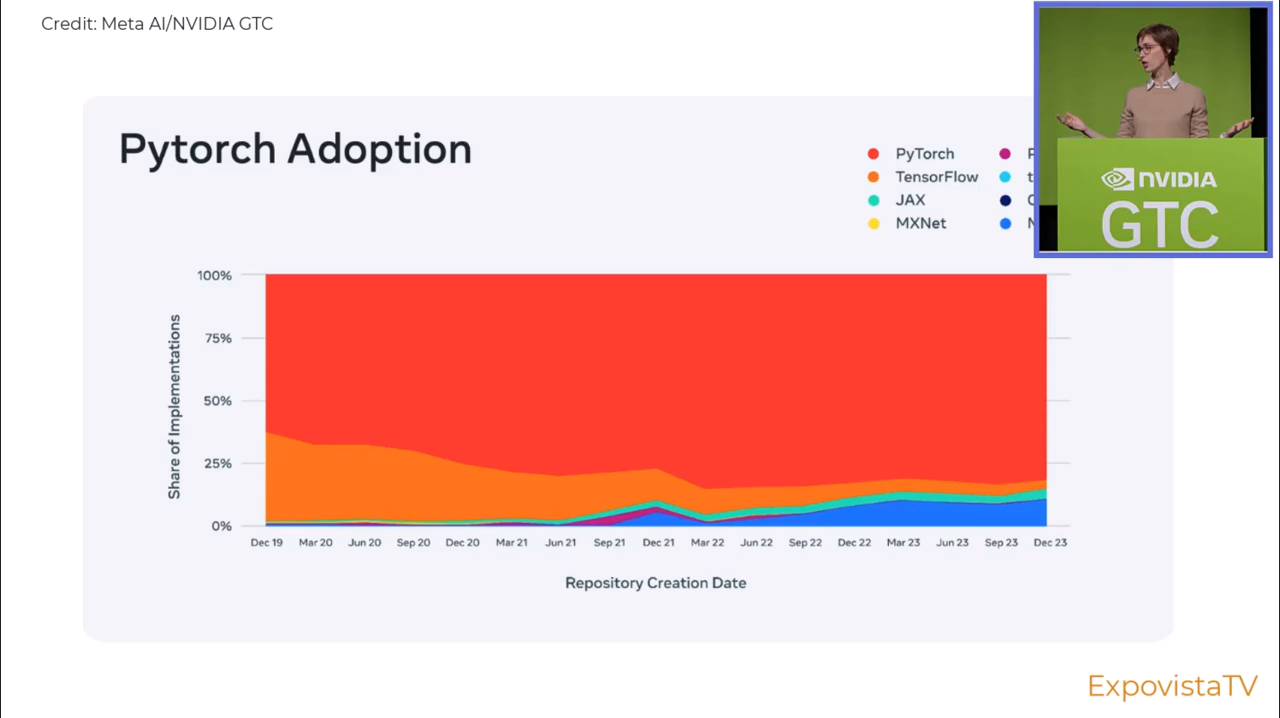 Credit: Meta AI/NVIDIA GTC
Pytorch Adoption
PyTorch
TensorFlow
JAX
MXNet
NVIDIA
GTC
100%
75%
50%
25%
0%
Share of Implementations
Dec 19 Mar 20 Jun 20 Sep 20 Dec 20 Mar 21 Jun 21 Sep 21 Dec 21 Mar 22 Jun 22 Sep 22 Dec 22 Mar 23 Jun 23 Sep 23 Dec 23
Repository Creation Date
ExpovistaTV